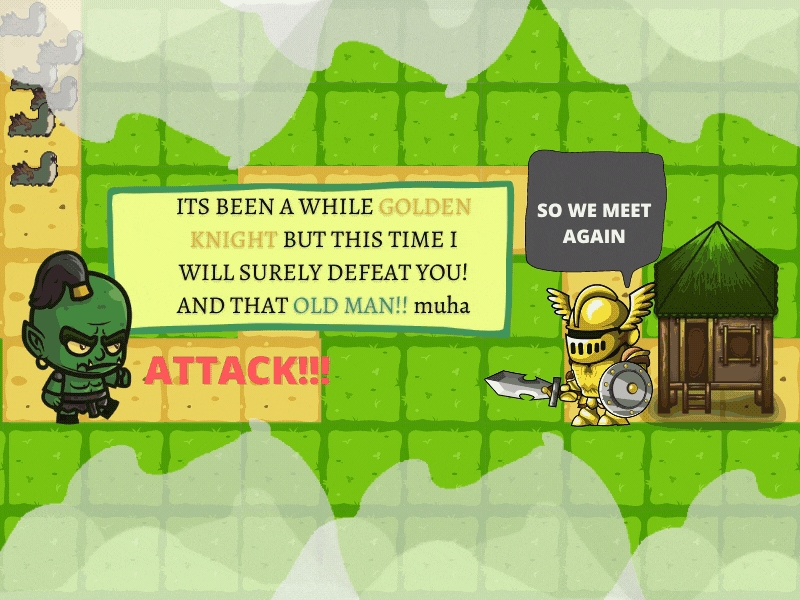 ITS BEEN A WHILE GOLDEN
KNIGHT BUT THIS TIME I
WILL SURELY DEFEAT YOU!
AND THAT OLD MAN!! muha
SO WE MEET
AGAIN
ATTACK!!!